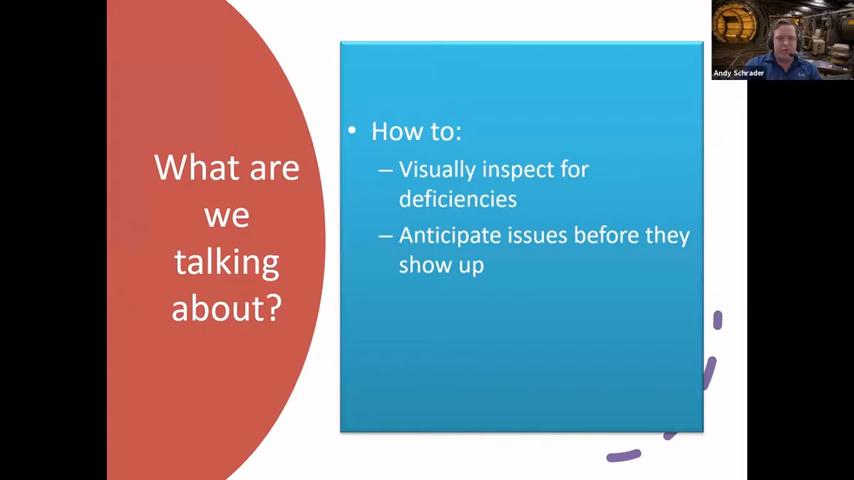 What are
we
talking
about?
• How to:
– Visually inspect for
deficiencies
– Anticipate issues before they
show up
Andy Schrader